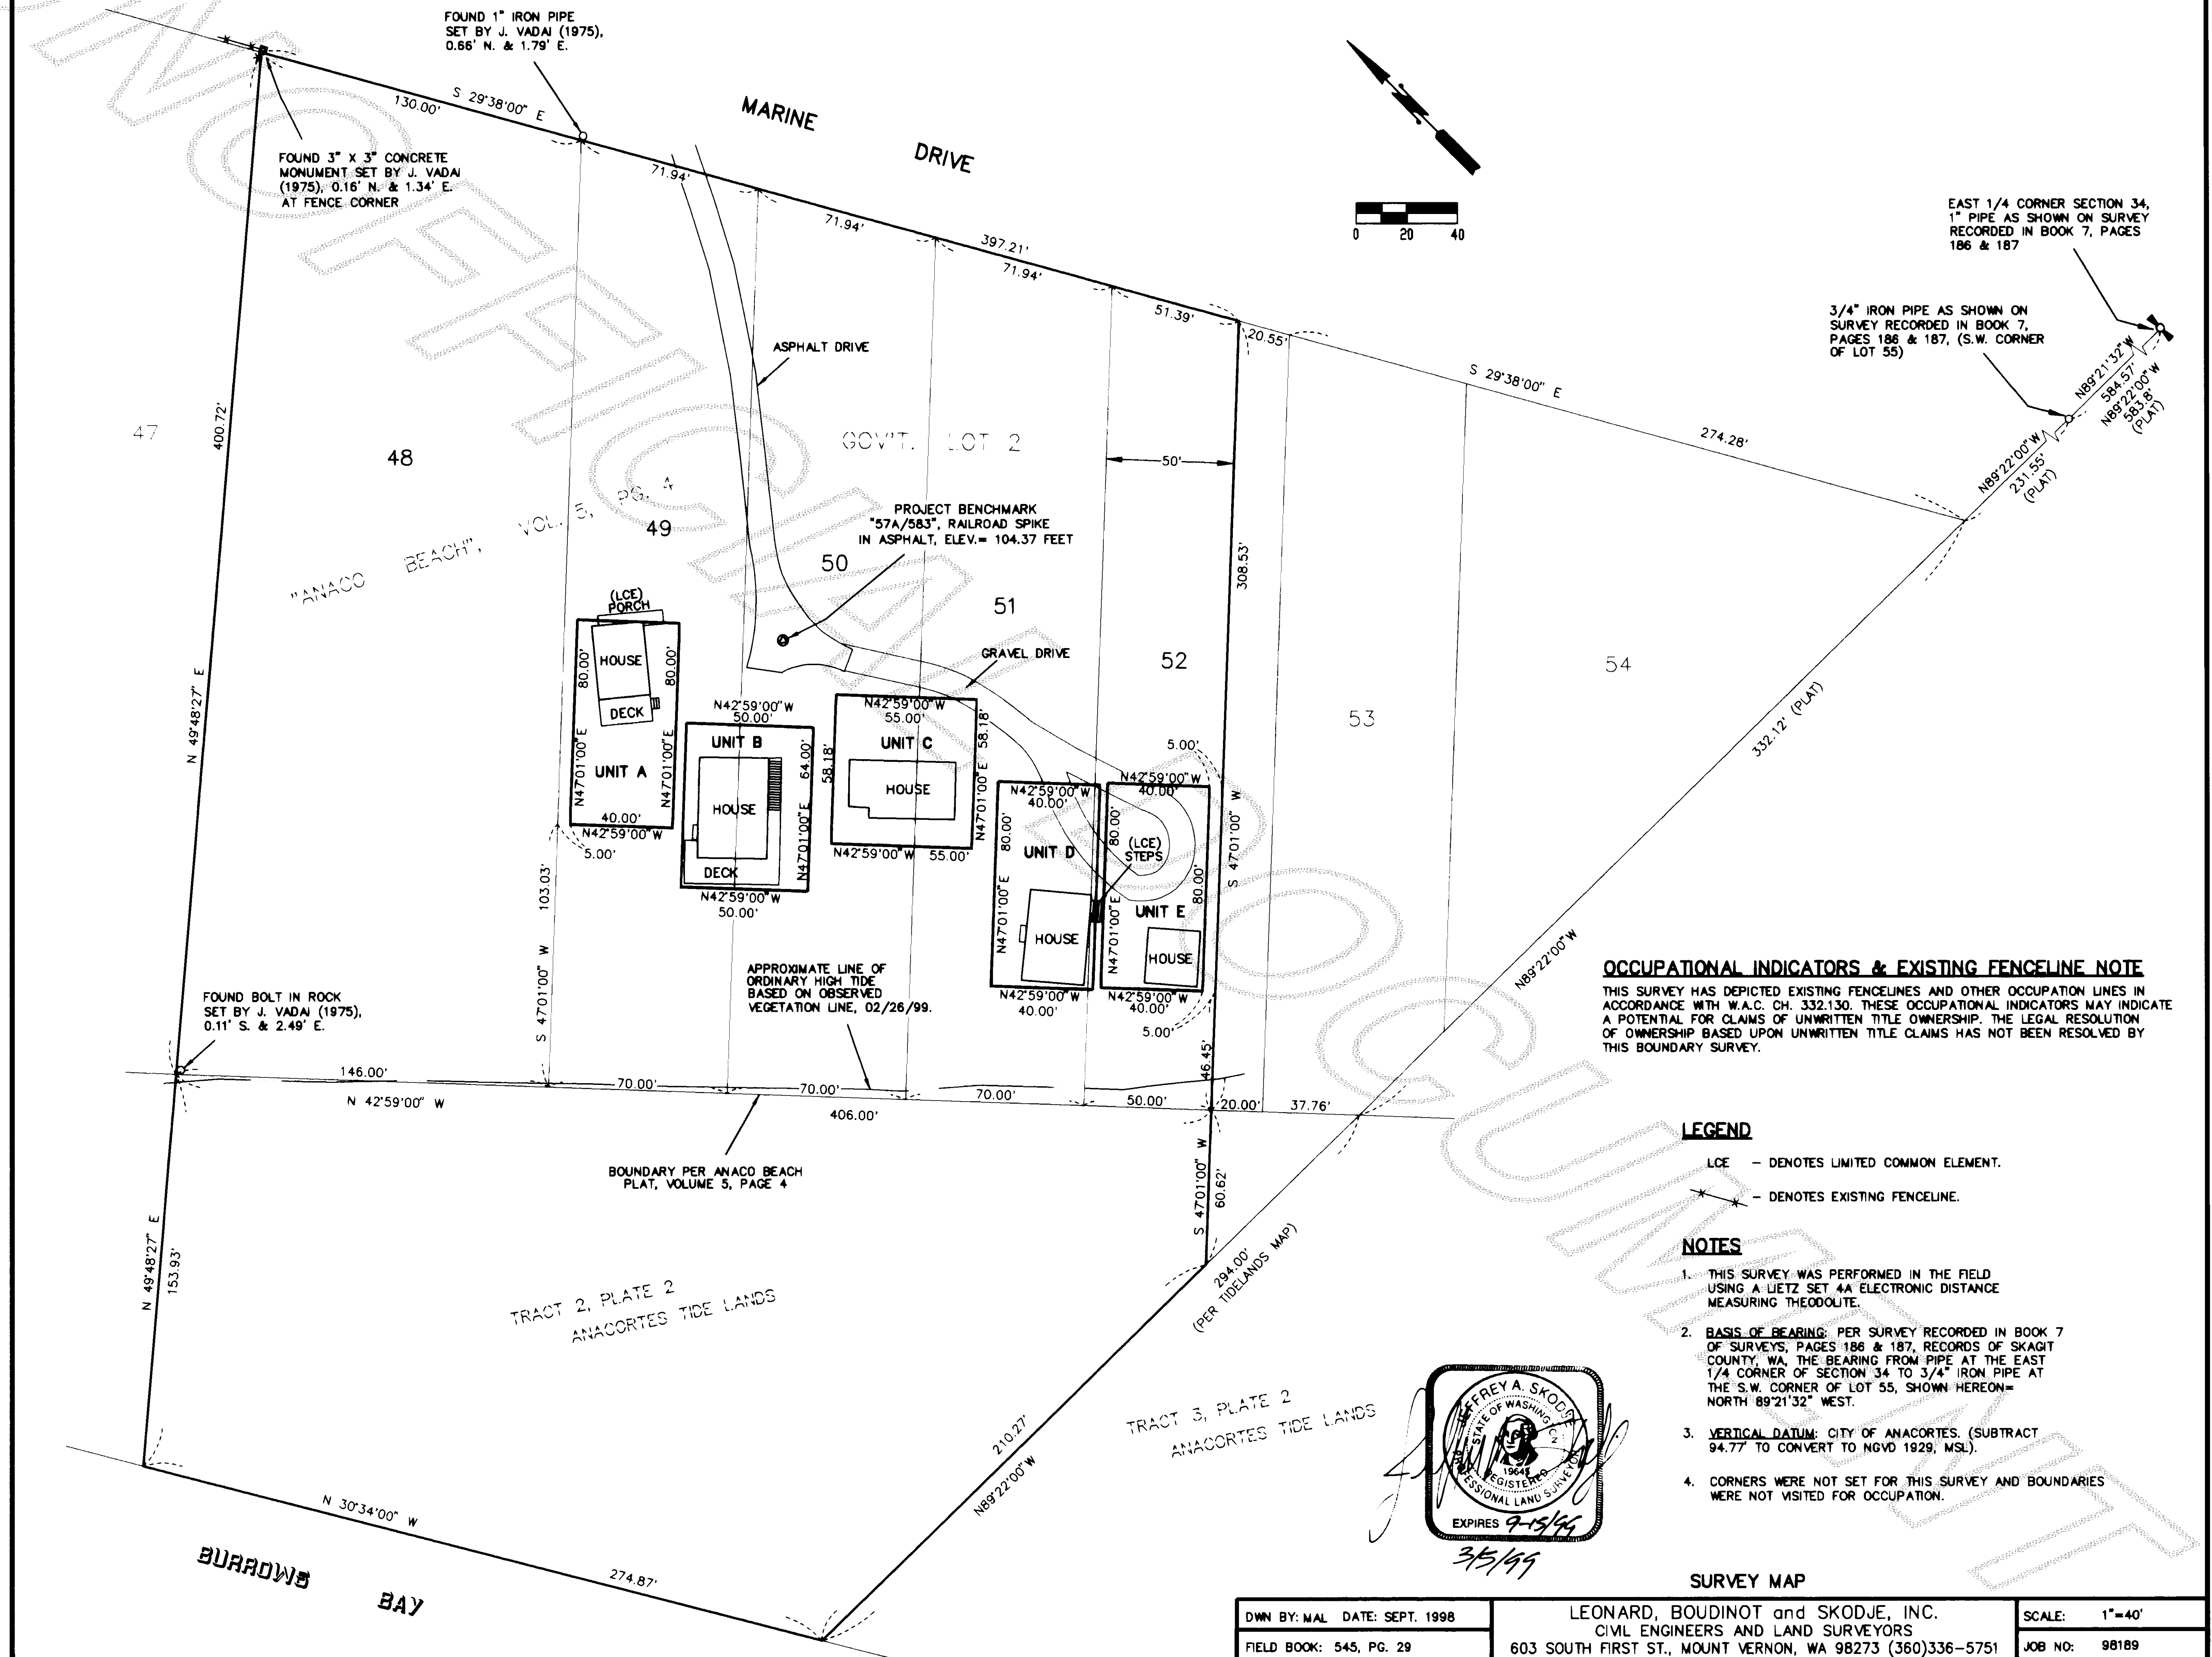 FOUND 1" IRON PIPE
SET BY J. VADAI (1975),
0.66' N. & 1.79' E.
130.00'
S 29°38'00" E
MARINE
DRIVE
FOUND 3" X 3" CONCRETE
MONUMENT SET BY J. VADAI
(1975), 0.16' N. & 1.34' E.
AT FENCE CORNER
71.94'
71.94'
397.21'
71.94'
51.39'
20.55'
0 20 40
EAST 1/4 CORNER SECTION 34,
1" PIPE AS SHOWN ON SURVEY
RECORDED IN BOOK 7, PAGES
186 & 187
3/4" IRON PIPE AS SHOWN ON
SURVEY RECORDED IN BOOK 7,
PAGES 186 & 187, (S.W. CORNER
OF LOT 55)
N89°21'32"W
584.57'
N89°22'00"W
583.8'
(PLAT)
N89°22'00"W
231.55'
(PLAT)
S 29°38'00" E
274.28'
ASPHALT DRIVE
GOV'T. LOT 2
50'
47
400.72'
48
"ANACO BEACH", VOL. 5, PG. 4
49
PROJECT BENCHMARK
"57A/583", RAILROAD SPIKE
IN ASPHALT, ELEV.= 104.37 FEET
50
51
308.53'
52
53
54
GRAVEL DRIVE
332.12' (PLAT)
N 49°48'27" E
(LCE)
PORCH
HOUSE
DECK
80.00'
80.00'
N47°01'00"E
N47°01'00"E
UNIT A
40.00'
N42°59'00"W
5.00'
N42°59'00"W
50.00'
UNIT B
64.00'
HOUSE
N47°01'00"E
DECK
N42°59'00"W
50.00'
N42°59'00"W
55.00'
UNIT C
58.18'
58.18'
HOUSE
N47°01'00"E
N42°59'00"W 55.00'
N42°59'00"W
40.00'
80.00'
UNIT D
N47°01'00"E
HOUSE
N42°59'00"W
40.00'
5.00'
N42°59'00"W
40.00'
80.00'
(LCE)
STEPS
80.00'
UNIT E
N47°01'00"E
HOUSE
N42°59'00"W
40.00'
5.00'
S 47°01'00" W
46.45'
S 47°01'00" W 103.03'
APPROXIMATE LINE OF
ORDINARY HIGH TIDE
BASED ON OBSERVED
VEGETATION LINE, 02/26/99.
FOUND BOLT IN ROCK
SET BY J. VADAI (1975),
0.11' S. & 2.49' E.
146.00'
N 42°59'00" W
70.00'
70.00'
70.00'
50.00'
20.00'
37.76'
406.00'
N89°22'00"W
BOUNDARY PER ANACO BEACH
PLAT, VOLUME 5, PAGE 4
S 47°01'00" W
60.62'
294.00'
(PER TIDELANDS MAP)
N 49°48'27" E
153.93'
TRACT 2, PLATE 2
ANACORTES TIDE LANDS
210.27'
N89°22'00"W
TRACT 3, PLATE 2
ANACORTES TIDE LANDS
N 30°34'00" W
274.87'
BURROWS BAY
OCCUPATIONAL INDICATORS & EXISTING FENCELINE NOTE
THIS SURVEY HAS DEPICTED EXISTING FENCELINES AND OTHER OCCUPATION LINES IN
ACCORDANCE WITH W.A.C. CH. 332.130. THESE OCCUPATIONAL INDICATORS MAY INDICATE
A POTENTIAL FOR CLAIMS OF UNWRITTEN TITLE OWNERSHIP. THE LEGAL RESOLUTION
OF OWNERSHIP BASED UPON UNWRITTEN TITLE CLAIMS HAS NOT BEEN RESOLVED BY
THIS BOUNDARY SURVEY.
LEGEND
LCE – DENOTES LIMITED COMMON ELEMENT.
– DENOTES EXISTING FENCELINE.
NOTES
1. THIS SURVEY WAS PERFORMED IN THE FIELD
USING A LIETZ SET 4A ELECTRONIC DISTANCE
MEASURING THEODOLITE.
2. BASIS OF BEARING: PER SURVEY RECORDED IN BOOK 7
OF SURVEYS, PAGES 186 & 187, RECORDS OF SKAGIT
COUNTY, WA, THE BEARING FROM PIPE AT THE EAST
1/4 CORNER OF SECTION 34 TO 3/4" IRON PIPE AT
THE S.W. CORNER OF LOT 55, SHOWN HEREON=
NORTH 89°21'32" WEST.
3. VERTICAL DATUM: CITY OF ANACORTES. (SUBTRACT
94.77' TO CONVERT TO NGVD 1929, MSL).
4. CORNERS WERE NOT SET FOR THIS SURVEY AND BOUNDARIES
WERE NOT VISITED FOR OCCUPATION.
JEFFREY A. SKODJE
STATE OF WASHINGTON
19645
REGISTERED
PROFESSIONAL LAND SURVEYOR
EXPIRES 9-15/99
3/5/99
SURVEY MAP
DWN BY: MAL DATE: SEPT. 1998
FIELD BOOK: 545, PG. 29
LEONARD, BOUDINOT and SKODJE, INC.
CIVIL ENGINEERS AND LAND SURVEYORS
603 SOUTH FIRST ST., MOUNT VERNON, WA 98273 (360)336-5751
SCALE: 1"=40'
JOB NO: 98189
UNOFFICIAL DOCUMENT